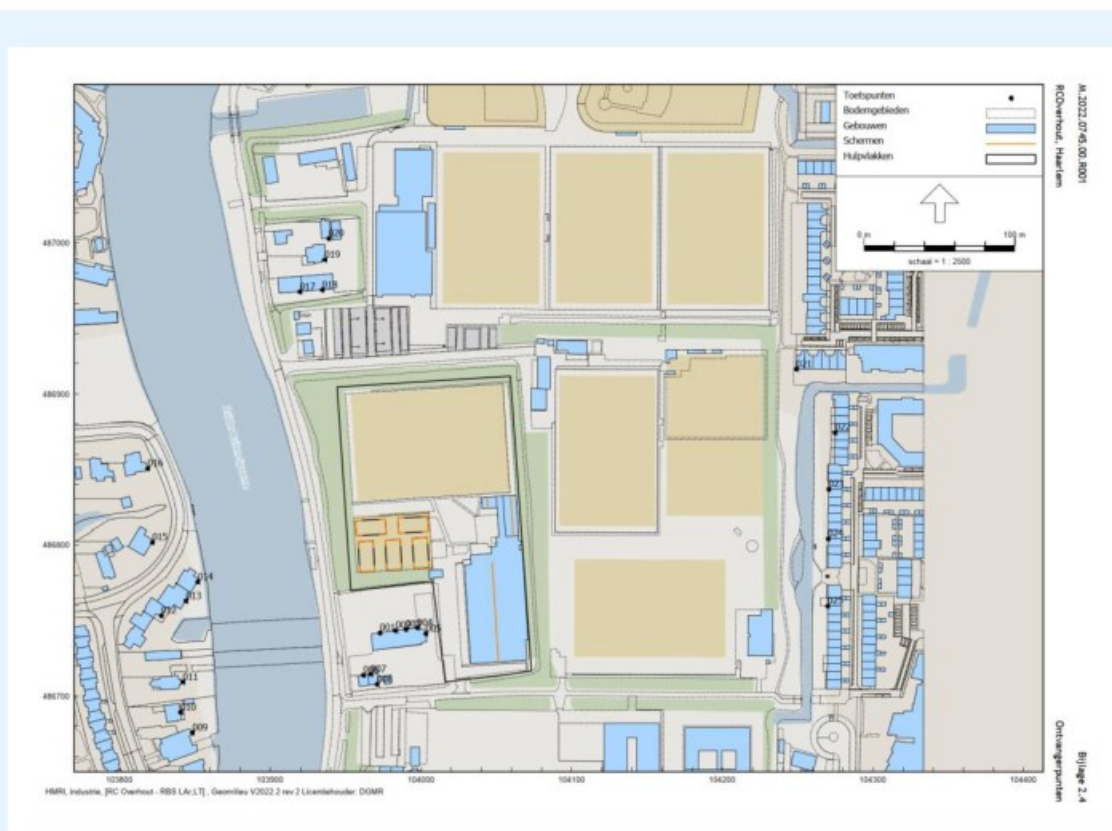 M.2022.0745.00.R001
RCOverhout, Haarlem
Toetspunten
Bodemgebieden
Gebouwen
Schermen
Hulpvlakken
0 m
100 m
schaal = 1 : 2500
487000
486900
486800
486700
020
019
017
018
021
022
016
015
014
013
012
011
010
009
103800
103900
104000
104100
104200
104300
104400
HMRI, industrie, [RC Overhout - RBS LAr,LT] , Geomilieu V2022.2 rev 2 Licentiehouder: DGMR
Bijlage 2.4
Ontvangerpunten